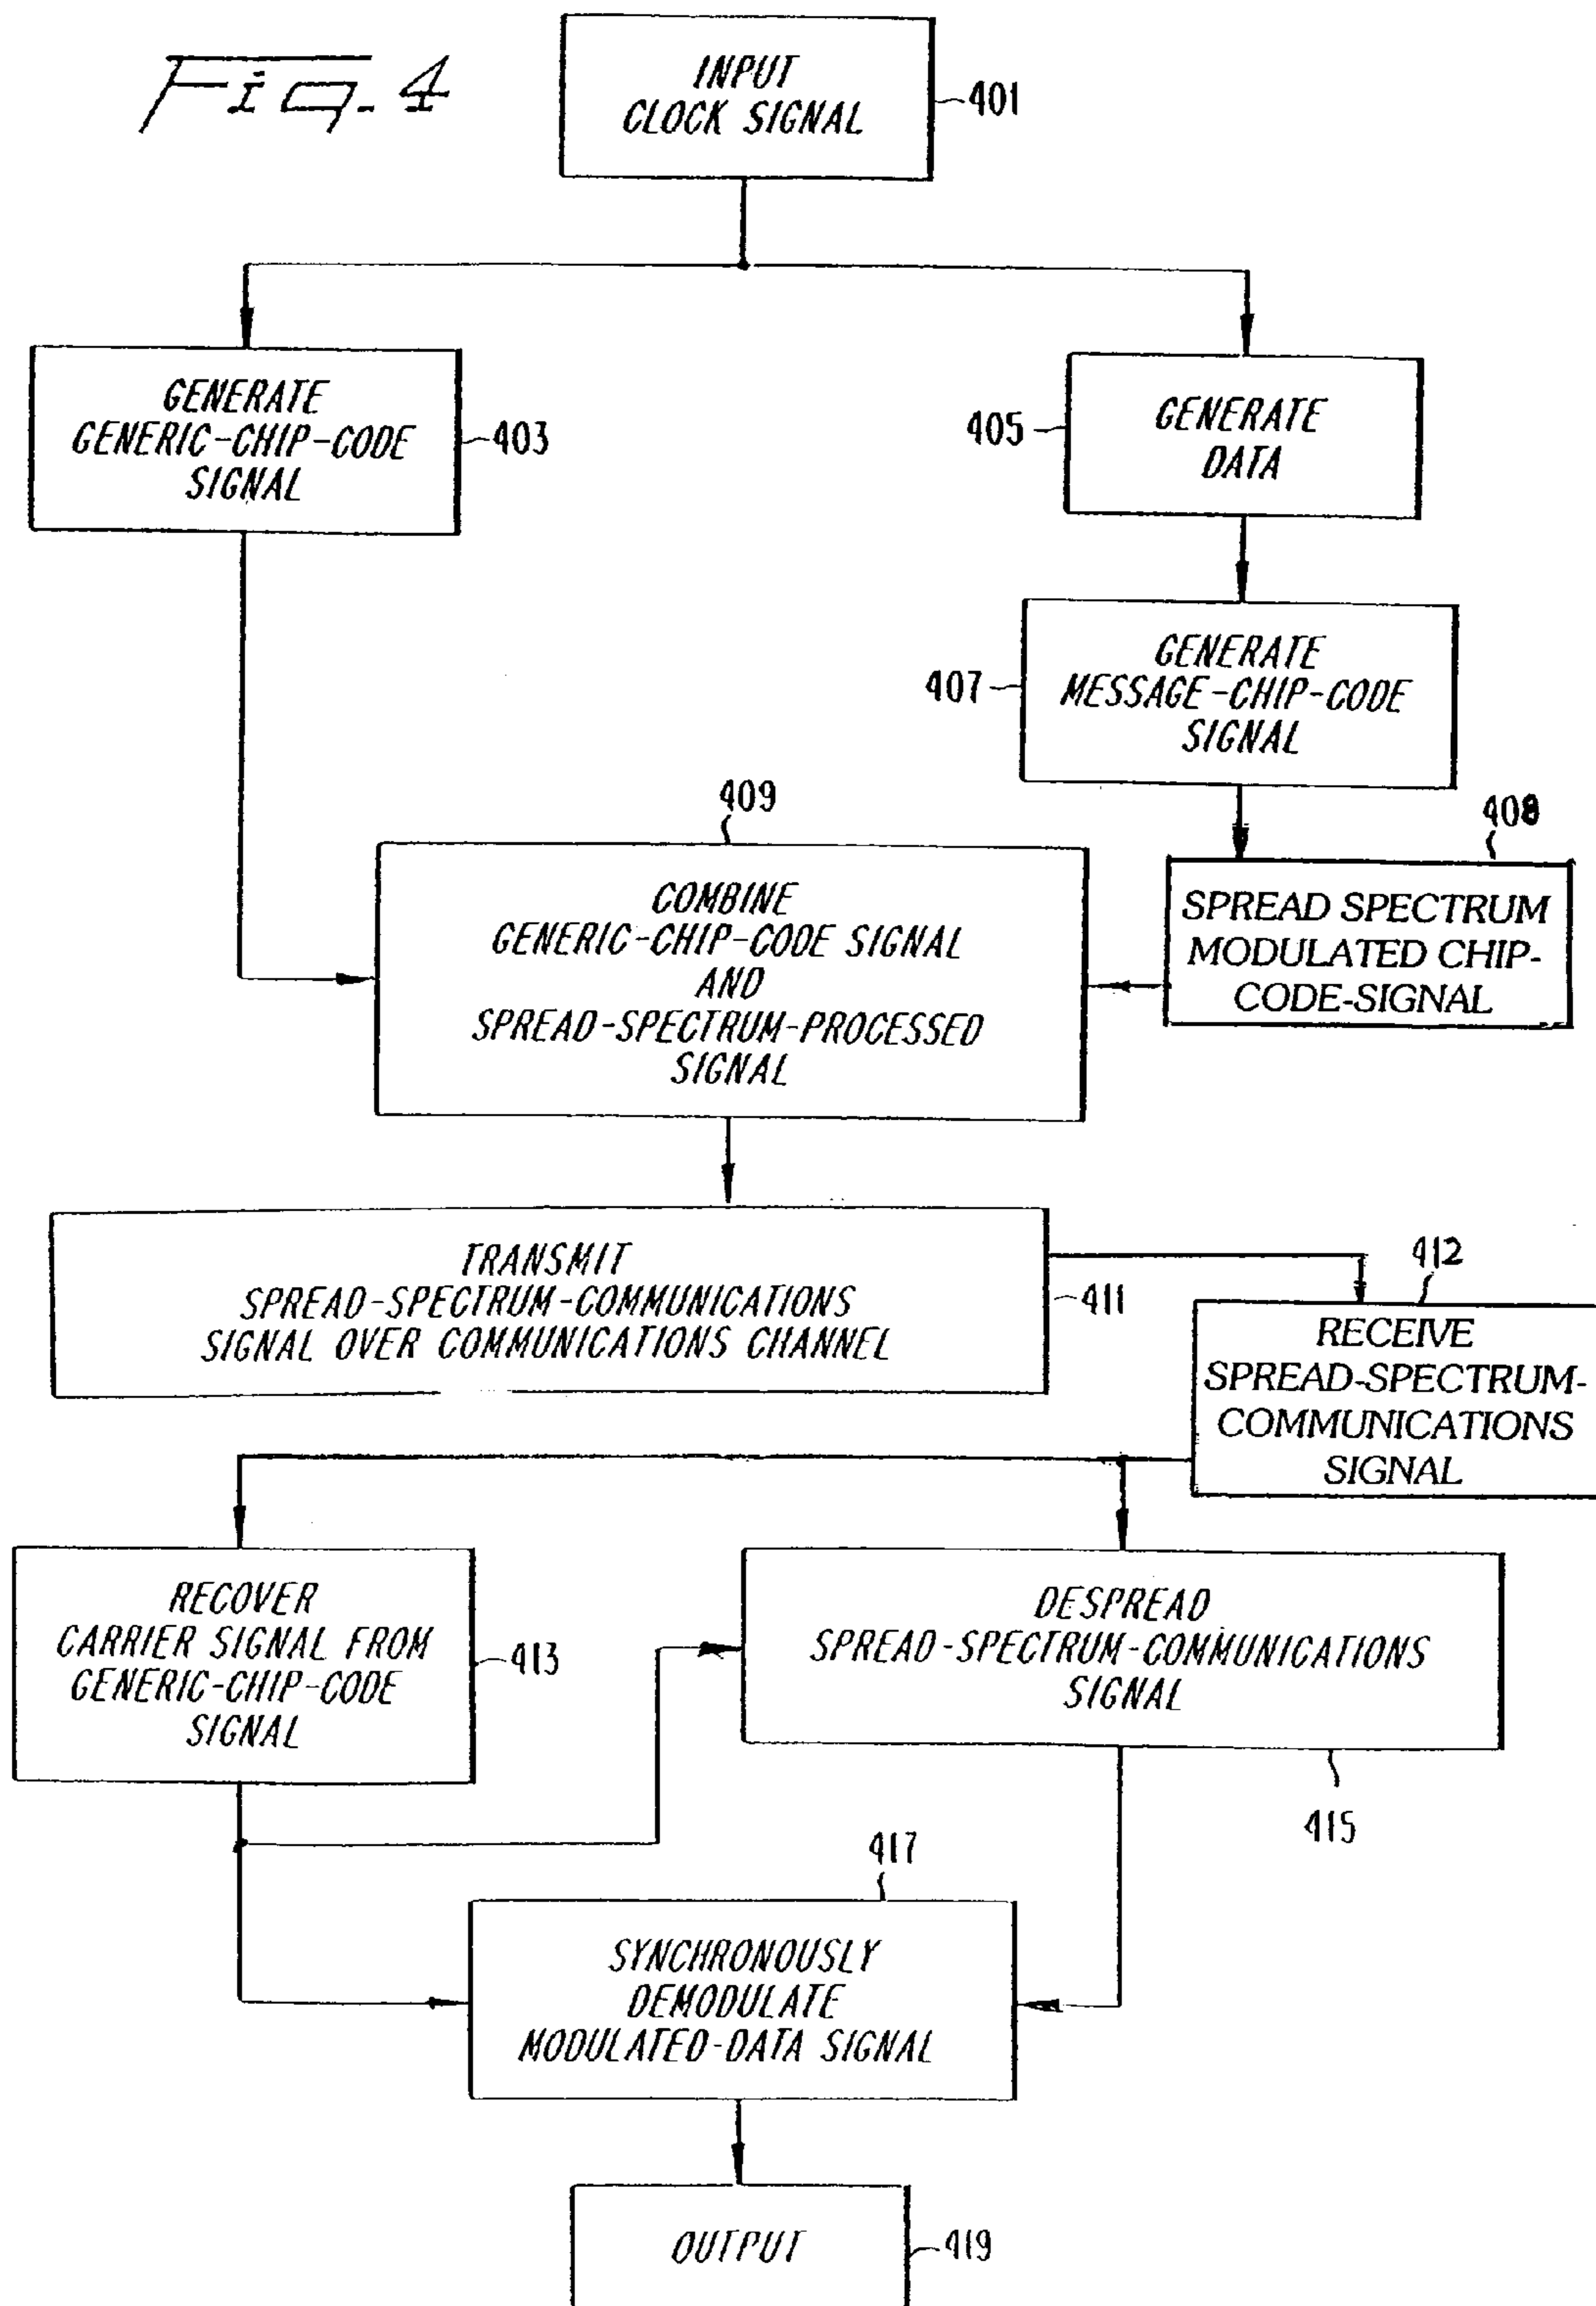 Fig. 4
INPUT
CLOCK SIGNAL
401
GENERATE
GENERIC-CHIP-CODE
SIGNAL
403
405
GENERATE
DATA
407
GENERATE
MESSAGE-CHIP-CODE
SIGNAL
409
408
COMBINE
GENERIC-CHIP-CODE SIGNAL
AND
SPREAD-SPECTRUM-PROCESSED
SIGNAL
SPREAD SPECTRUM
MODULATED CHIP-
CODE-SIGNAL
TRANSMIT
SPREAD-SPECTRUM-COMMUNICATIONS
SIGNAL OVER COMMUNICATIONS CHANNEL
411
412
RECEIVE
SPREAD-SPECTRUM-
COMMUNICATIONS
SIGNAL
RECOVER
CARRIER SIGNAL FROM
GENERIC-CHIP-CODE
SIGNAL
413
DESPREAD
SPREAD-SPECTRUM-COMMUNICATIONS
SIGNAL
415
417
SYNCHRONOUSLY
DEMODULATE
MODULATED-DATA SIGNAL
OUTPUT
419